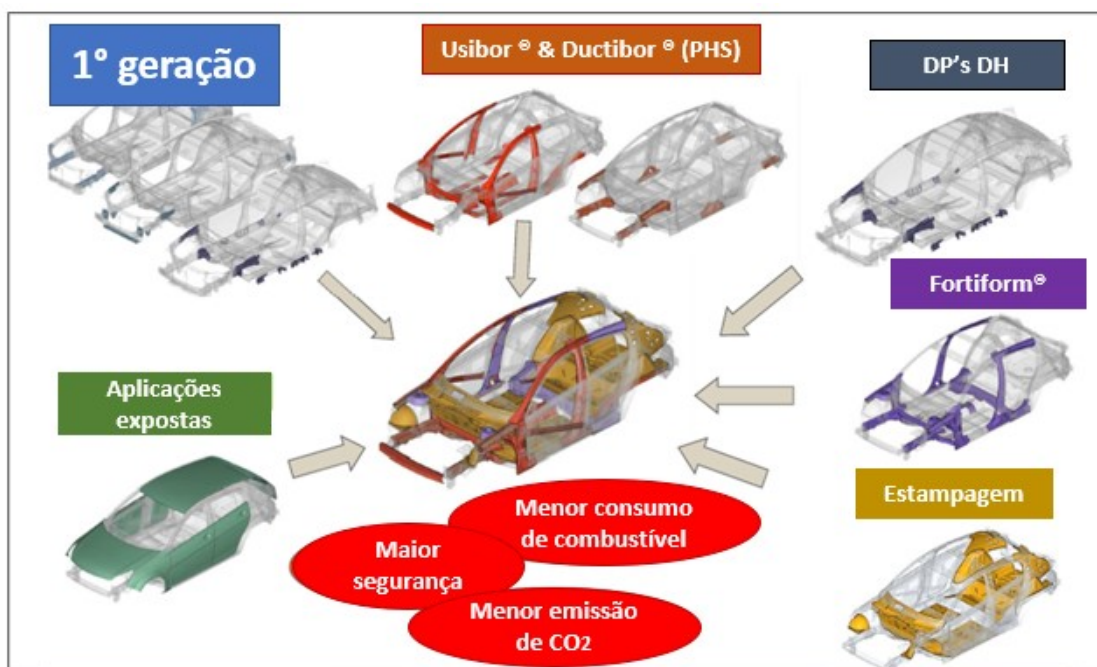 1° geração
Usibor ® & Ductibor ® (PHS)
DP's DH
Fortiform®
Aplicações
expostas
Estampagem
Menor consumo
de combustível
Maior
segurança
Menor emissão
de CO2